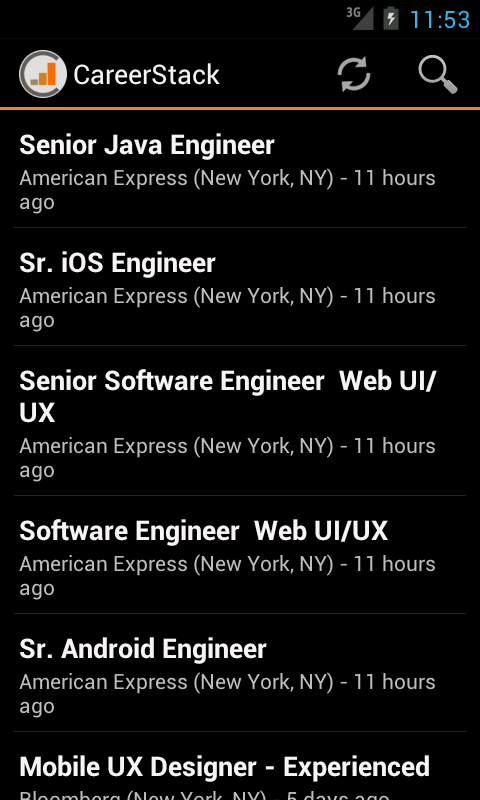 3G 11:53
CareerStack
Senior Java Engineer
American Express (New York, NY) - 11 hours
ago
Sr. iOS Engineer
American Express (New York, NY) - 11 hours
ago
Senior Software Engineer  Web UI/
UX
American Express (New York, NY) - 11 hours
ago
Software Engineer  Web UI/UX
American Express (New York, NY) - 11 hours
ago
Sr. Android Engineer
American Express (New York, NY) - 11 hours
ago
Mobile UX Designer - Experienced
Bloomberg (New York, NY) - 5 days ago